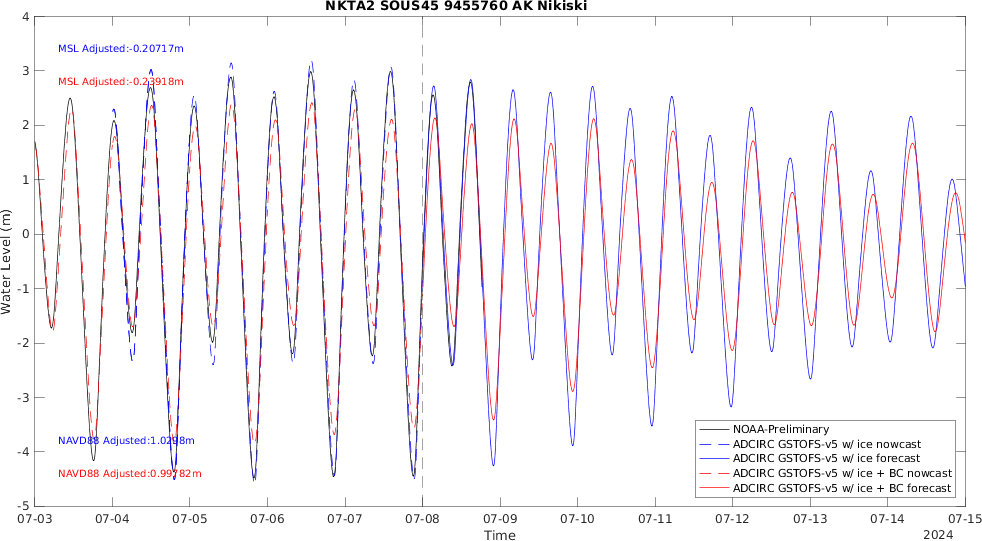 NKTA2 SOUS45 9455760 AK Nikiski
4
3
2
1
0
-1
-2
-3
-4
-5
Water Level (m)
MSL Adjusted:-0.20717m
MSL Adjusted:-0.23918m
NAVD88 Adjusted:1.0298m
NAVD88 Adjusted:0.99782m
NOAA-Preliminary
ADCIRC GSTOFS-v5 w/ ice nowcast
ADCIRC GSTOFS-v5 w/ ice forecast
ADCIRC GSTOFS-v5 w/ ice + BC nowcast
ADCIRC GSTOFS-v5 w/ ice + BC forecast
07-03 07-04 07-05 07-06 07-07 07-08 07-09 07-10 07-11 07-12 07-13 07-14 07-15
Time
2024